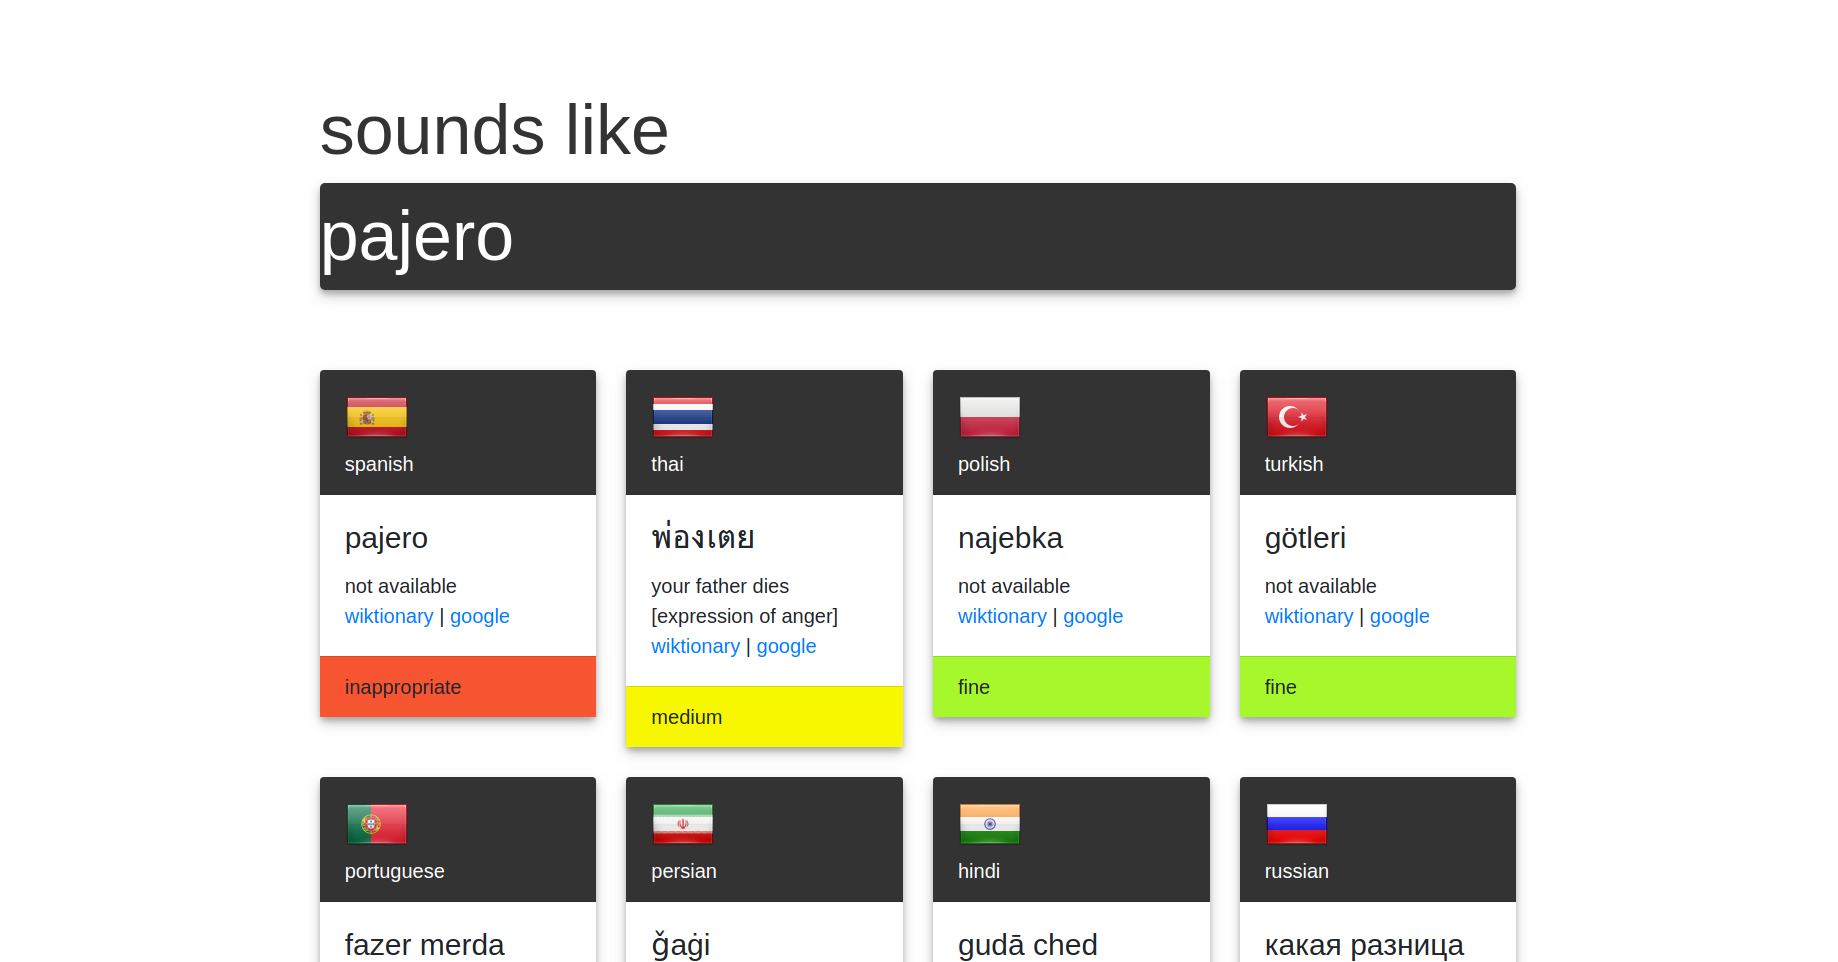 sounds like
pajero
spanish
pajero
not available
wiktionary | google
inappropriate
thai
พ่องเตย
your father dies
[expression of anger]
wiktionary | google
medium
polish
najebka
not available
wiktionary | google
fine
turkish
götleri
not available
wiktionary | google
fine
portuguese
fazer merda
persian
ǧaġi
hindi
gudā ched
russian
какая разница